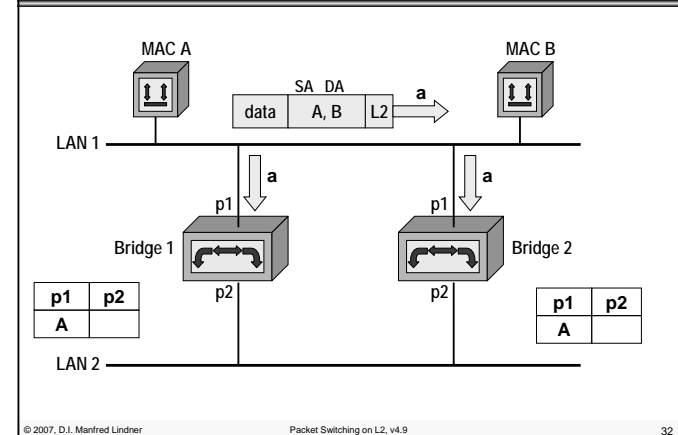 MAC A MAC B
SA DA
a
data A, B L2
LAN 1
a a
p1 p1
Bridge 1 Bridge 2
p2 p2
p1 p2 p1 p2
A A
LAN 2
© 2007, D.I. Manfred Lindner Packet Switching on L2, v4.9 32